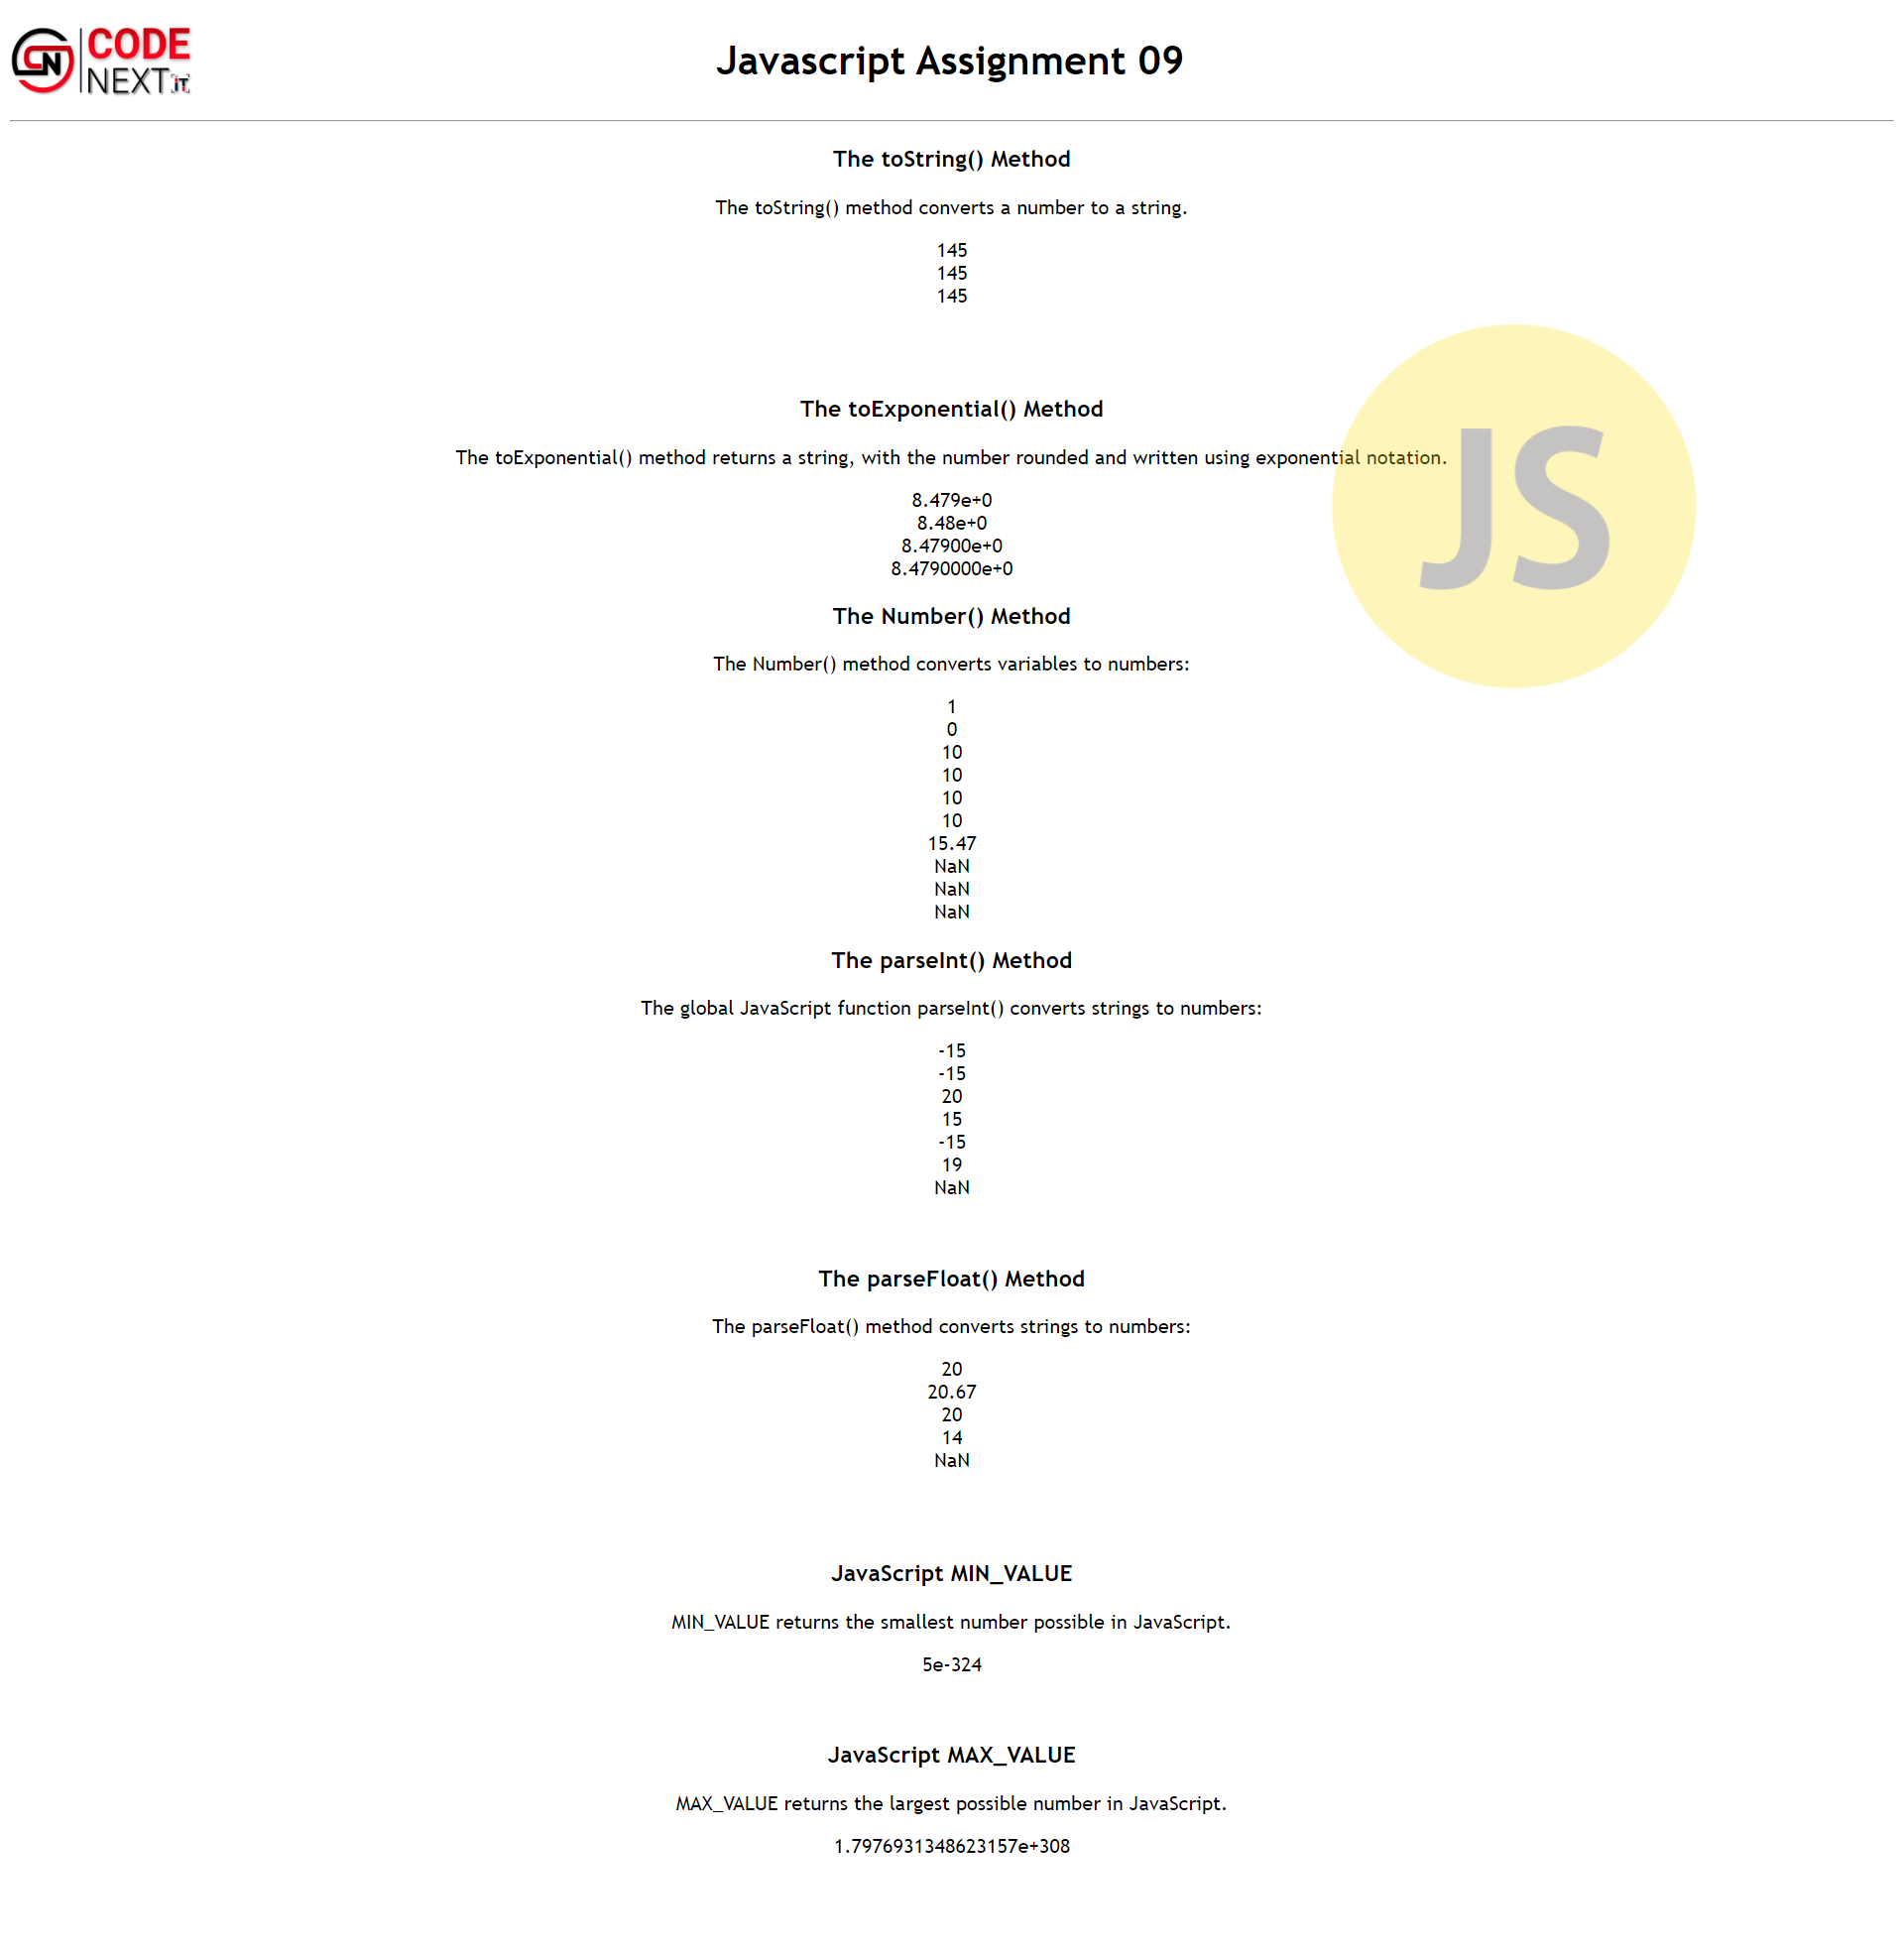 CODE
NEXT.iT
Javascript Assignment 09
The toString() Method
The toString() method converts a number to a string.
145
145
145
The toExponential() Method
The toExponential() method returns a string, with the number rounded and written using exponential notation.
8.479e+0
8.48e+0
8.47900e+0
8.4790000e+0
JS
The Number() Method
The Number() method converts variables to numbers:
1
0
10
10
10
10
15.47
NaN
NaN
NaN
The parseInt() Method
The global JavaScript function parseInt() converts strings to numbers:
-15
-15
20
15
-15
19
NaN
The parseFloat() Method
The parseFloat() method converts strings to numbers:
20
20.67
20
14
NaN
JavaScript MIN_VALUE
MIN_VALUE returns the smallest number possible in JavaScript.
5e-324
JavaScript MAX_VALUE
MAX_VALUE returns the largest possible number in JavaScript.
1.7976931348623157e+308